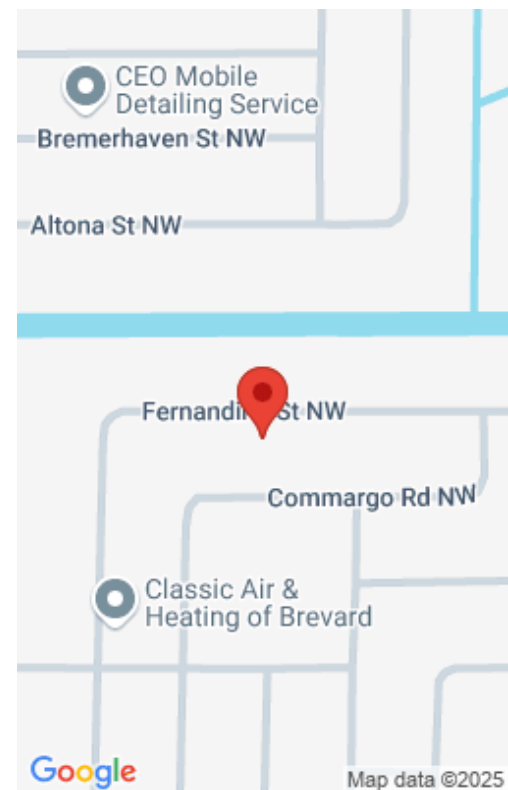 CEO Mobile
Detailing Service
Bremerhaven St NW
Altona St NW
St NW
Commargo Rd NW
Classic Air &
Heating of Brevard
Google
Map data ©2025